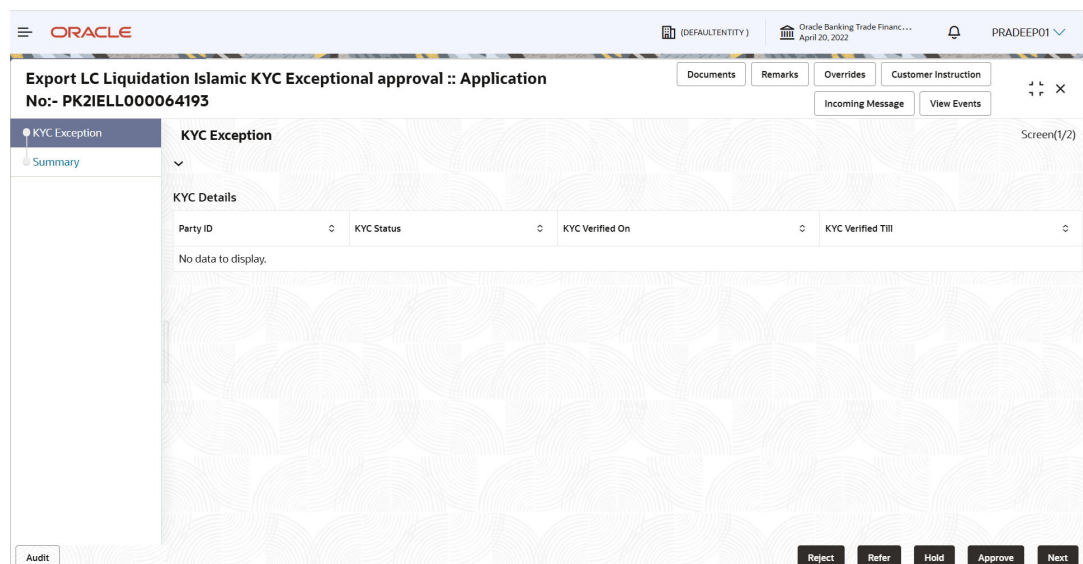 ORACLE
(DEFAULTENTITY )
Oracle Banking Trade Financ...
April 20, 2022
PRADEEP01
Export LC Liquidation Islamic KYC Exceptional approval :: Application
No:- PK2IELL000064193
Documents
Remarks
Overrides
Customer Instruction
Incoming Message
View Events
KYC Exception
Summary
KYC Exception
Screen(1/2)
KYC Details
Party ID
KYC Status
KYC Verified On
KYC Verified Till
No data to display.
Audit
Reject
Refer
Hold
Approve
Next